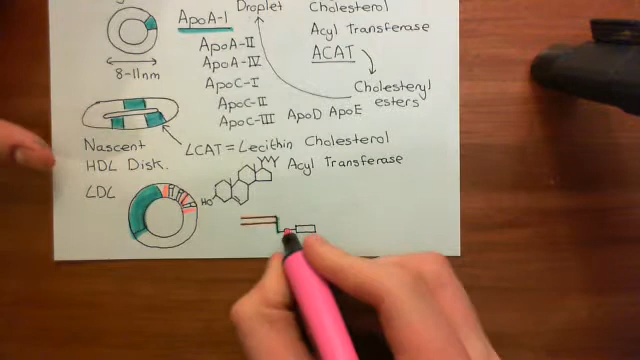 Droplet
Cholesterol
ApoA-I
Acyl Transferase
ApoA-II
ACAT
ApoA-IV
8-11nm
ApoC-I
Cholesteryl
esters
ApoC-II
ApoC-III ApoD ApoE
Nascent
HDL Disk.
LCAT = Lecithin Cholesterol
Acyl Transferase
LDL
HO